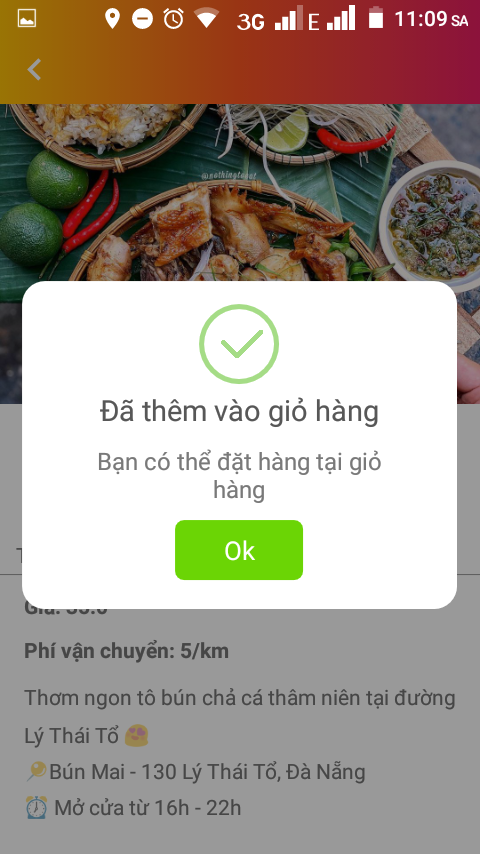 3G
E
11:09 SA
@nothingtoeat
Đã thêm vào giỏ hàng
Bạn có thể đặt hàng tại giỏ
hàng
Ok
Phí vận chuyển: 5/km
Thơm ngon tô bún chả cá thâm niên tại đường
Lý Thái Tổ 😍
🎾Bún Mai - 130 Lý Thái Tổ, Đà Nẵng
⏰ Mở cửa từ 16h - 22h